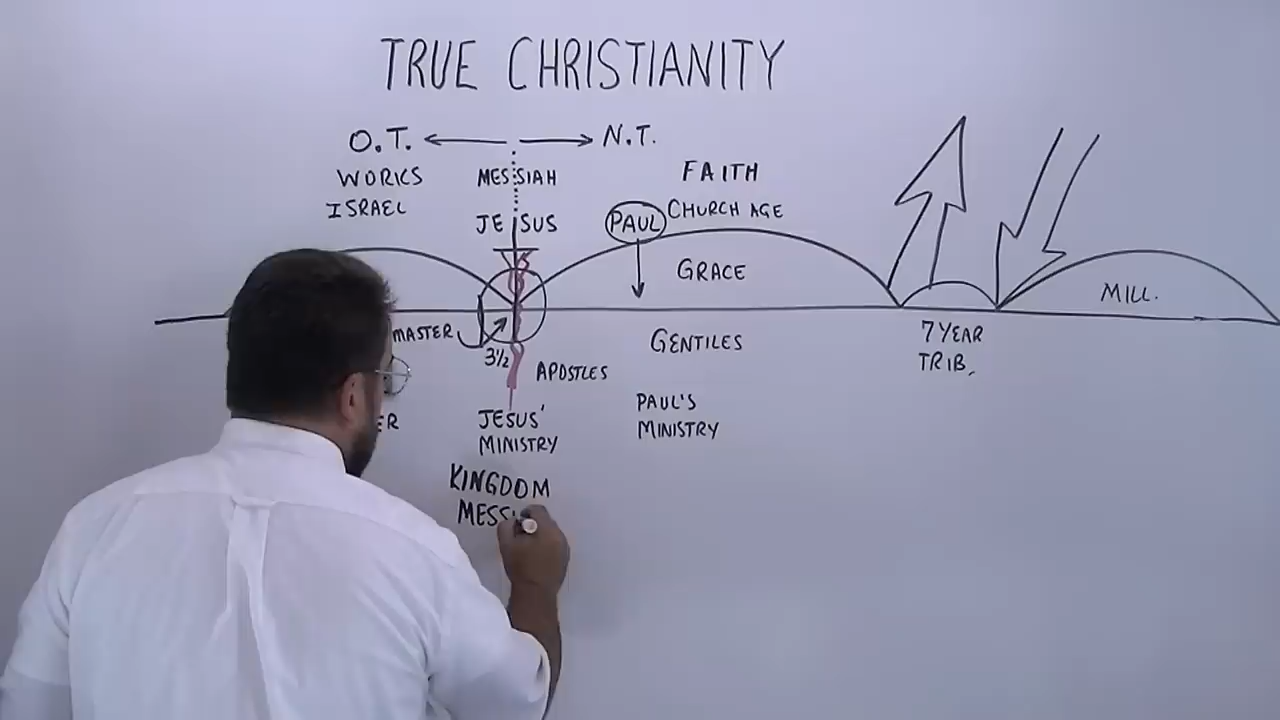 TRUE CHRISTIANITY
O.T. N.T.
WORKS MESSIAH FAITH
ISRAEL JESUS PAUL CHURCH AGE
GRACE
MILL.
MASTER GENTILES 7 YEAR
3½ APOSTLES TRIB.
JESUS' PAUL'S
MINISTRY MINISTRY
KINGDOM